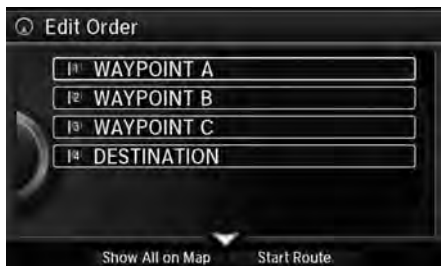 Edit Order
1 WAYPOINT A
2 WAYPOINT B
3 WAYPOINT C
4 DESTINATION
Show All on Map Start Route